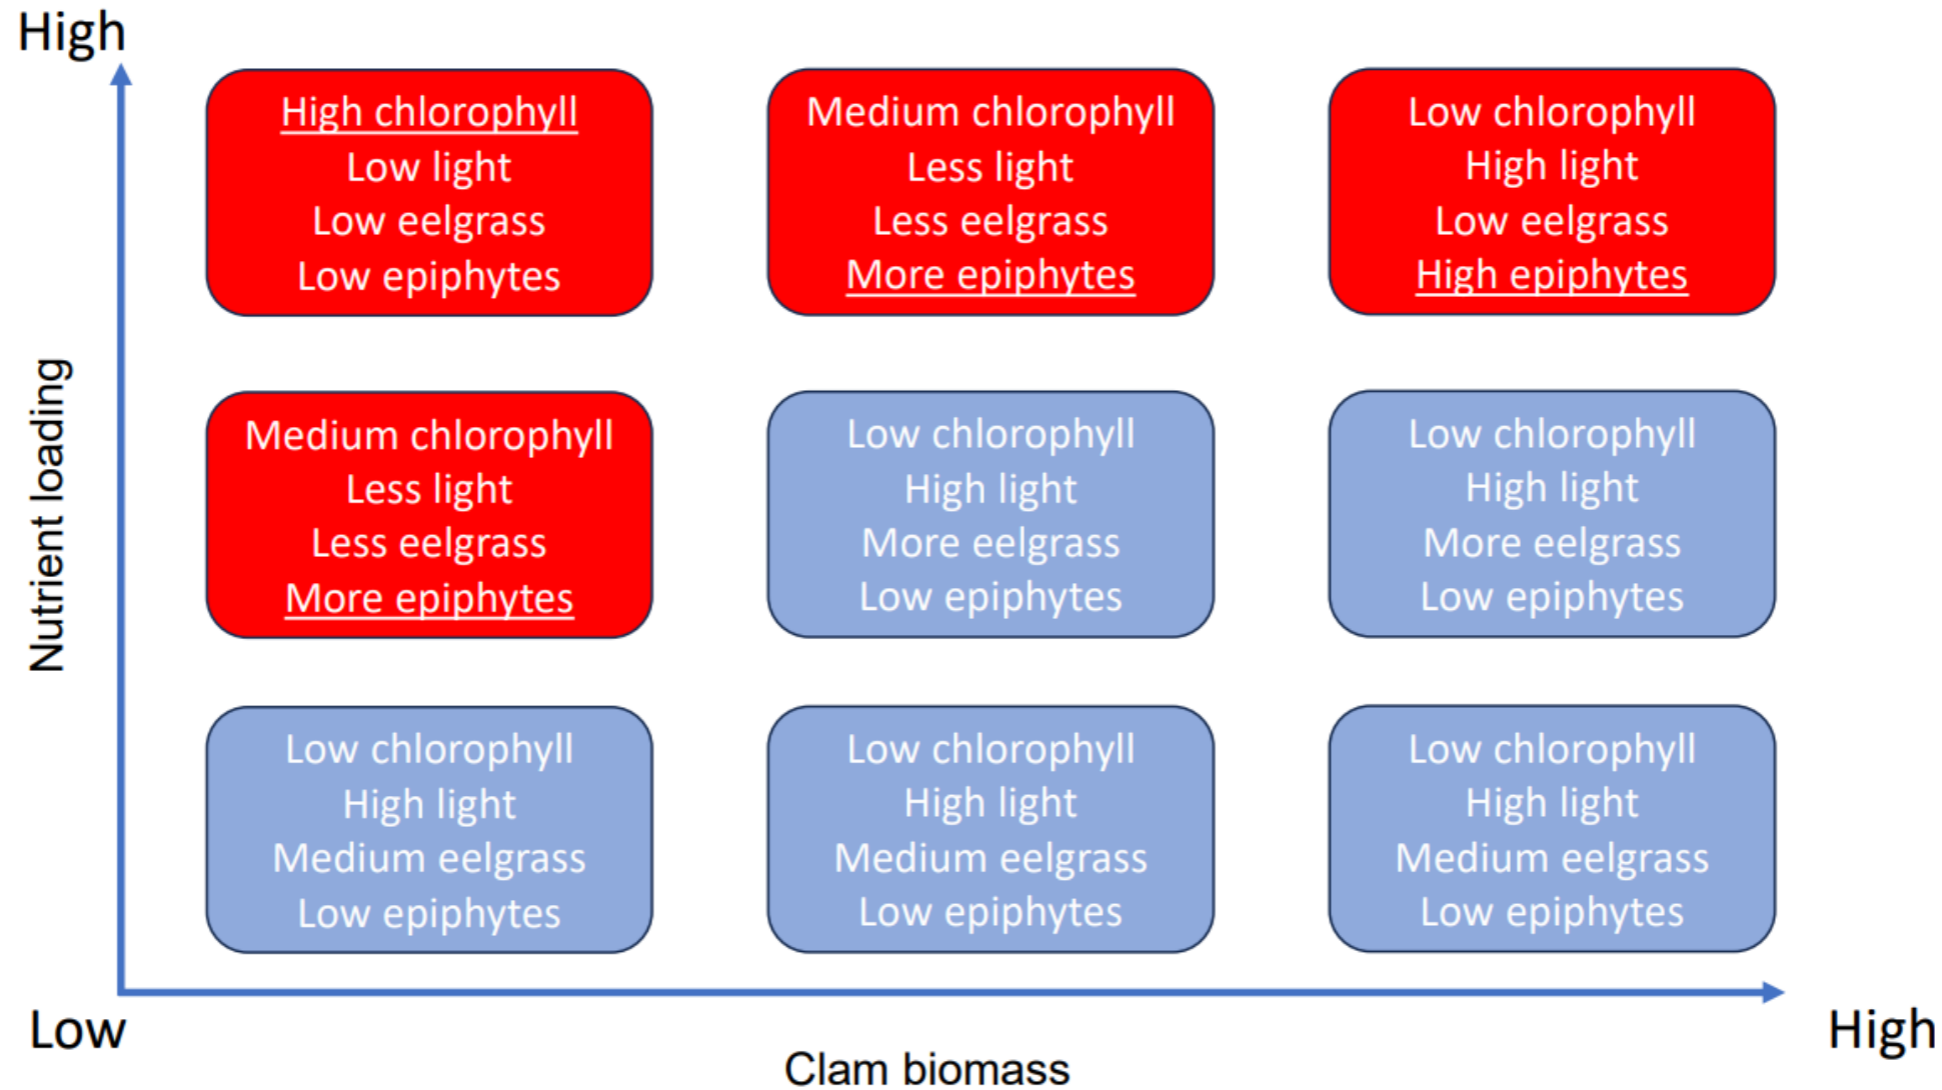 High
High chlorophyll
Low light
Low eelgrass
Low epiphytes
Medium chlorophyll
Less light
Less eelgrass
More epiphytes
Low chlorophyll
High light
Low eelgrass
High epiphytes
Nutrient loading
Medium chlorophyll
Less light
Less eelgrass
More epiphytes
Low chlorophyll
High light
More eelgrass
Low epiphytes
Low chlorophyll
High light
More eelgrass
Low epiphytes
Low chlorophyll
High light
Medium eelgrass
Low epiphytes
Low chlorophyll
High light
Medium eelgrass
Low epiphytes
Low chlorophyll
High light
Medium eelgrass
Low epiphytes
Low
High
Clam biomass